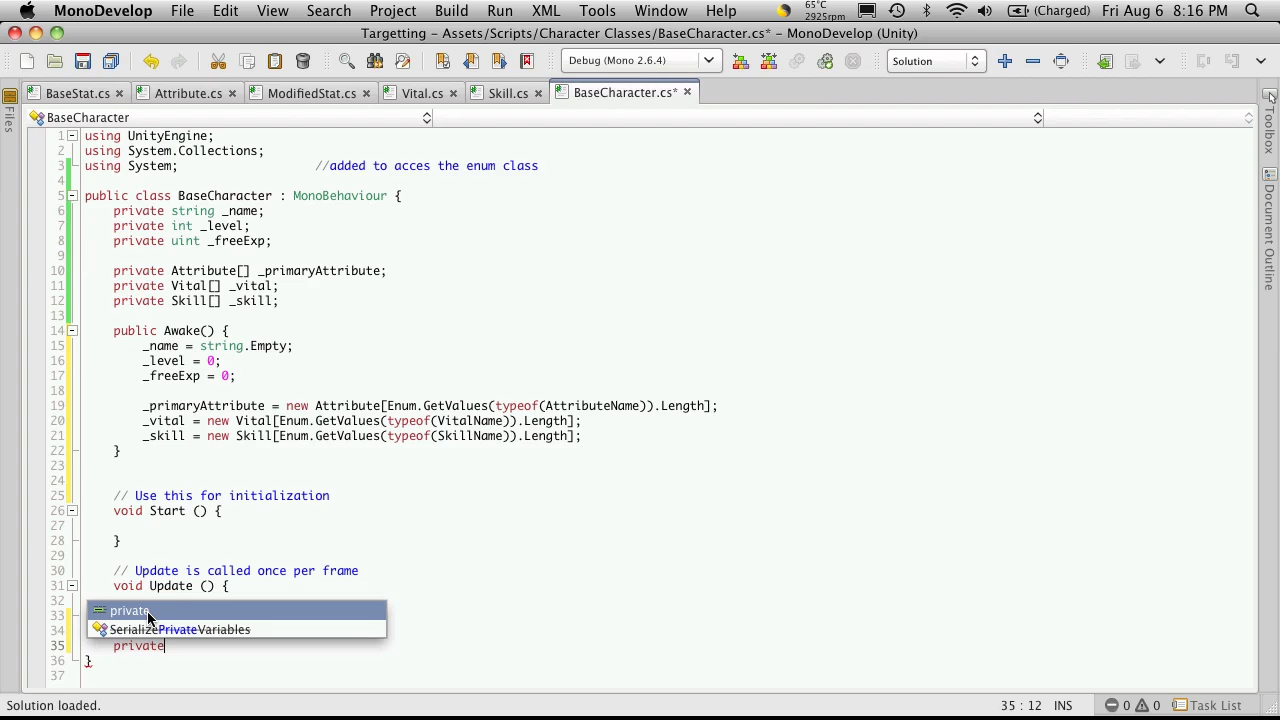 MonoDevelop File Edit View Search Project Build Run XML Tools Window Help 65°C 2925rpm (Charged) Fri Aug 6 8:16 PM
Targetting - Assets/Scripts/Character Classes/BaseCharacter.cs* - MonoDevelop (Unity)
Debug (Mono 2.6.4) Solution
BaseStat.cs Attribute.cs ModifiedStat.cs Vital.cs Skill.cs BaseCharacter.cs*
Files
BaseCharacter
Toolbox
Document Outline
1 using UnityEngine;
2 using System.Collections;
3 using System; //added to acces the enum class
4
5 public class BaseCharacter : MonoBehaviour {
6 private string _name;
7 private int _level;
8 private uint _freeExp;
9
10 private Attribute[] _primaryAttribute;
11 private Vital[] _vital;
12 private Skill[] _skill;
13
14 public Awake() {
15 _name = string.Empty;
16 _level = 0;
17 _freeExp = 0;
18
19 _primaryAttribute = new Attribute[Enum.GetValues(typeof(AttributeName)).Length];
20 _vital = new Vital[Enum.GetValues(typeof(VitalName)).Length];
21 _skill = new Skill[Enum.GetValues(typeof(SkillName)).Length];
22 }
23
24
25 // Use this for initialization
26 void Start () {
27
28 }
29
30 // Update is called once per frame
31 void Update () {
32
33 private
34 SerializePrivateVariables
35 private
36 }
37
Solution loaded. 35 : 12 INS 0 0 Task List